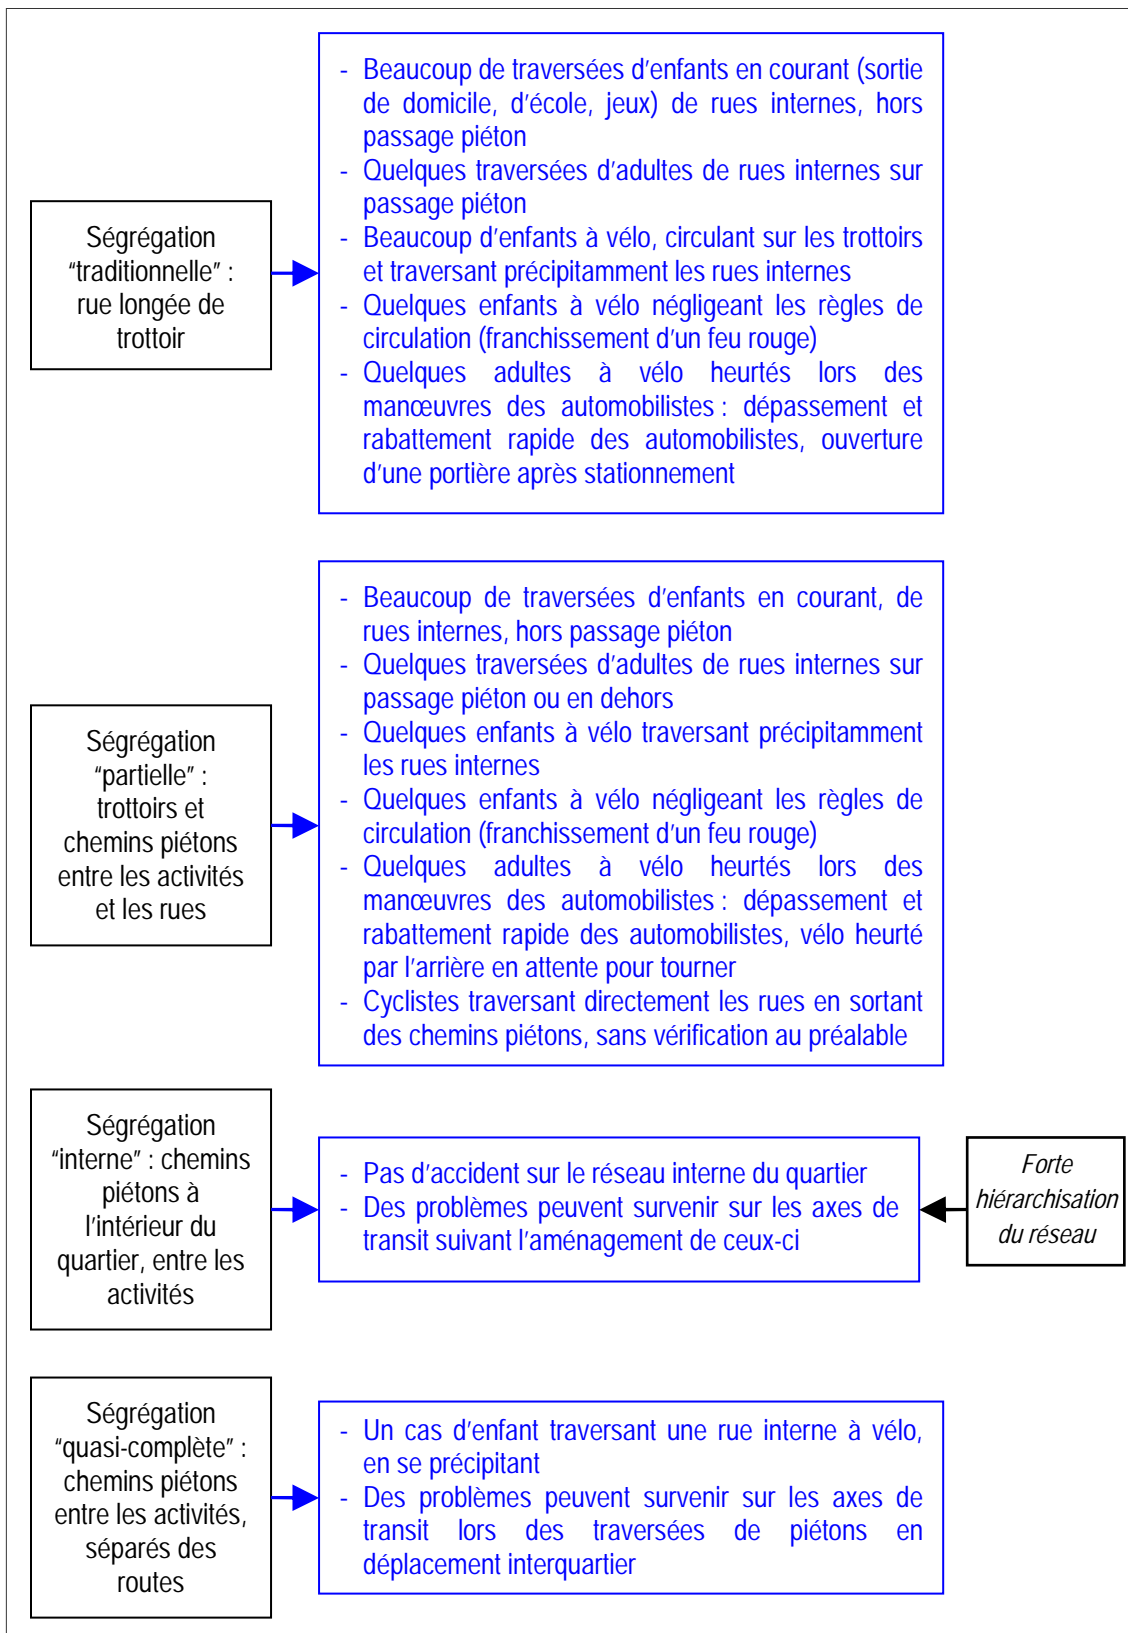 Ségrégation
“traditionnelle” :
rue longée de
trottoir
- Beaucoup de traversées d'enfants en courant (sortie
de domicile, d'école, jeux) de rues internes, hors
passage piéton
- Quelques traversées d'adultes de rues internes sur
passage piéton
- Beaucoup d'enfants à vélo, circulant sur les trottoirs
et traversant précipitamment les rues internes
- Quelques enfants à vélo négligeant les règles de
circulation (franchissement d'un feu rouge)
- Quelques adultes à vélo heurtés lors des
manœuvres des automobilistes : dépassement et
rabattement rapide des automobilistes, ouverture
d'une portière après stationnement
Ségrégation
“partielle” :
trottoirs et
chemins piétons
entre les activités
et les rues
- Beaucoup de traversées d'enfants en courant, de
rues internes, hors passage piéton
- Quelques traversées d'adultes de rues internes sur
passage piéton ou en dehors
- Quelques enfants à vélo traversant précipitamment
les rues internes
- Quelques enfants à vélo négligeant les règles de
circulation (franchissement d'un feu rouge)
- Quelques adultes à vélo heurtés lors des
manœuvres des automobilistes : dépassement et
rabattement rapide des automobilistes, vélo heurté
par l'arrière en attente pour tourner
- Cyclistes traversant directement les rues en sortant
des chemins piétons, sans vérification au préalable
Ségrégation
“interne” : chemins
piétons à
l'intérieur du
quartier, entre les
activités
- Pas d'accident sur le réseau interne du quartier
- Des problèmes peuvent survenir sur les axes de
transit suivant l'aménagement de ceux-ci
Forte
hiérarchisation
du réseau
Ségrégation
“quasi-complète” :
chemins piétons
entre les activités,
séparés des
routes
- Un cas d'enfant traversant une rue interne à vélo,
en se précipitant
- Des problèmes peuvent survenir sur les axes de
transit lors des traversées de piétons en
déplacement interquartier